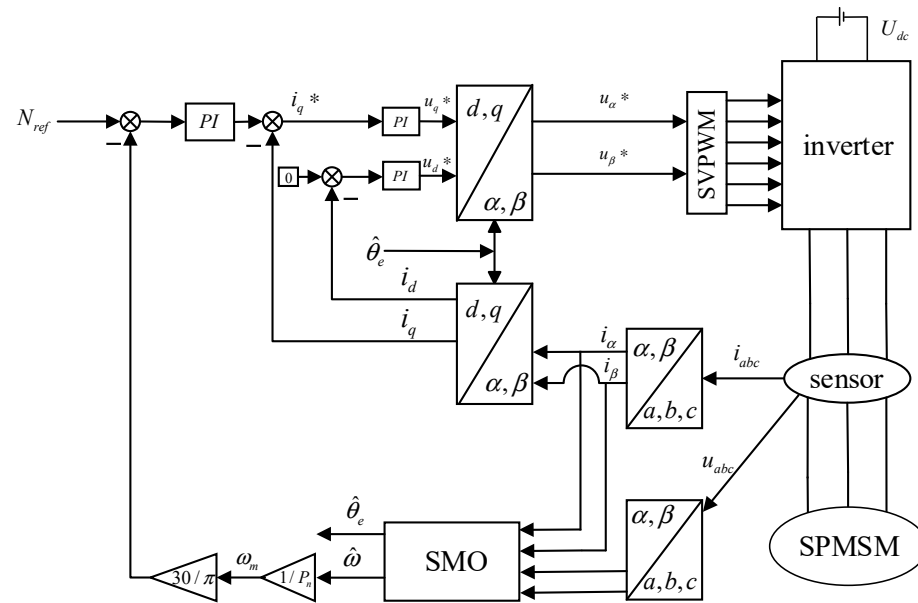 U_dc
N_ref
PI
i_q*
PI
u_q*
d,q
α,β
u_α*
u_β*
SVPWM
inverter
0
PI
u_d*
θ̂_e
i_d
i_q
d,q
α,β
i_α
i_β
α,β
a,b,c
i_abc
sensor
u_abc
α,β
a,b,c
θ̂_e
ω̂
SMO
SPMSM
30/π
ω_m
1/P_n